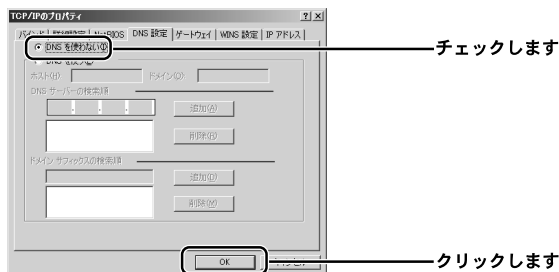 TCP/IPのプロパティ
バインド 詳細設定 NetBIOS DNS 設定 ゲートウェイ WINS 設定 IP アドレス
DNS を使わない(I) チェックします
DNS を使う(E)
ホスト(H) ドメイン(O)
DNS サーバーの検索順
追加(A)
削除(R)
ドメイン サフィックスの検索順
追加(D)
削除(M)
OK キャンセル クリックします